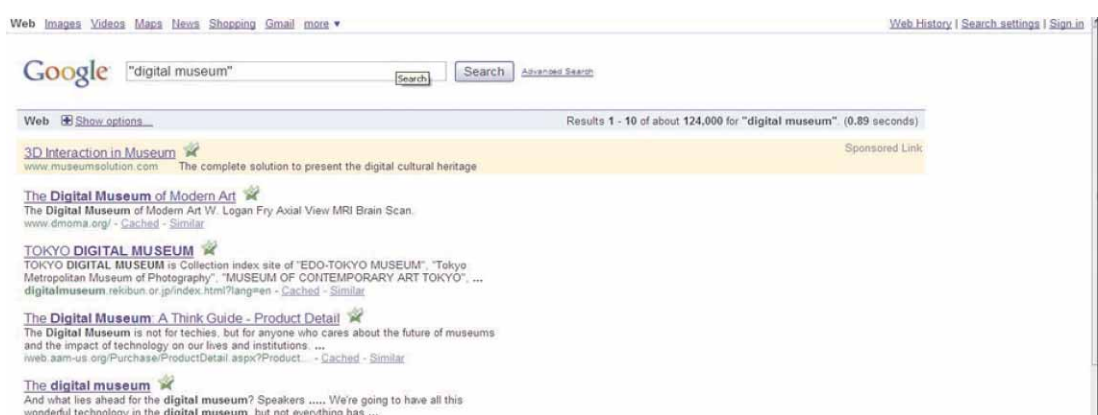 Web Images Videos Maps News Shopping Gmail more ▼
Web History | Search settings | Sign in
Google "digital museum" Search Search Advanced Search
Web Show options... Results 1 - 10 of about 124,000 for "digital museum". (0.89 seconds)
3D Interaction in Museum
Sponsored Link
www.museumsolution.com The complete solution to present the digital cultural heritage
The Digital Museum of Modern Art
The Digital Museum of Modern Art W. Logan Fry Axial View MRI Brain Scan.
www.dmoma.org/ - Cached - Similar
TOKYO DIGITAL MUSEUM
TOKYO DIGITAL MUSEUM is Collection index site of "EDO-TOKYO MUSEUM", "Tokyo
Metropolitan Museum of Photography", "MUSEUM OF CONTEMPORARY ART TOKYO", ...
digitalmuseum.rekibun.or.jp/index.html?lang=en - Cached - Similar
The Digital Museum: A Think Guide - Product Detail
The Digital Museum is not for techies, but for anyone who cares about the future of museums
and the impact of technology on our lives and institutions. ...
iweb.aam-us.org/Purchase/ProductDetail.aspx?Product... - Cached - Similar
The digital museum
And what lies ahead for the digital museum? Speakers ..... We're going to have all this
wonderful technology in the digital museum, but not everything has ...